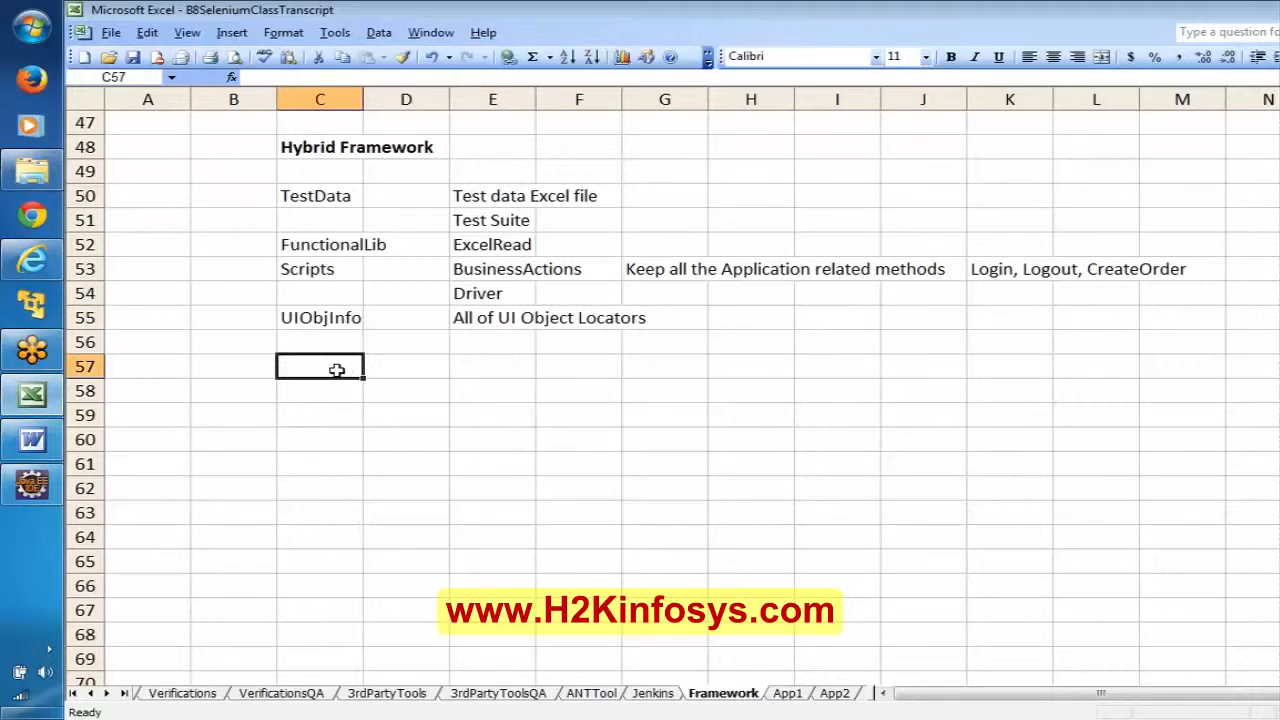 Microsoft Excel - B8SeleniumClassTranscript
File Edit View Insert Format Tools Data Window Help
Type a question fo
Calibri 11 B I U $ %
C57 fx
A B C D E F G H I J K L M N
47
48 Hybrid Framework
49
50 TestData Test data Excel file
51 Test Suite
52 FunctionalLib ExcelRead
53 Scripts BusinessActions Keep all the Application related methods Login, Logout, CreateOrder
54 Driver
55 UIObjInfo All of UI Object Locators
56
57
58
59
60
61
62
63
64
65
66
67
68
69
70
www.H2Kinfosys.com
Verifications VerificationsQA 3rdPartyTools 3rdPartyToolsQA ANTTool Jenkins Framework App1 App2
Ready